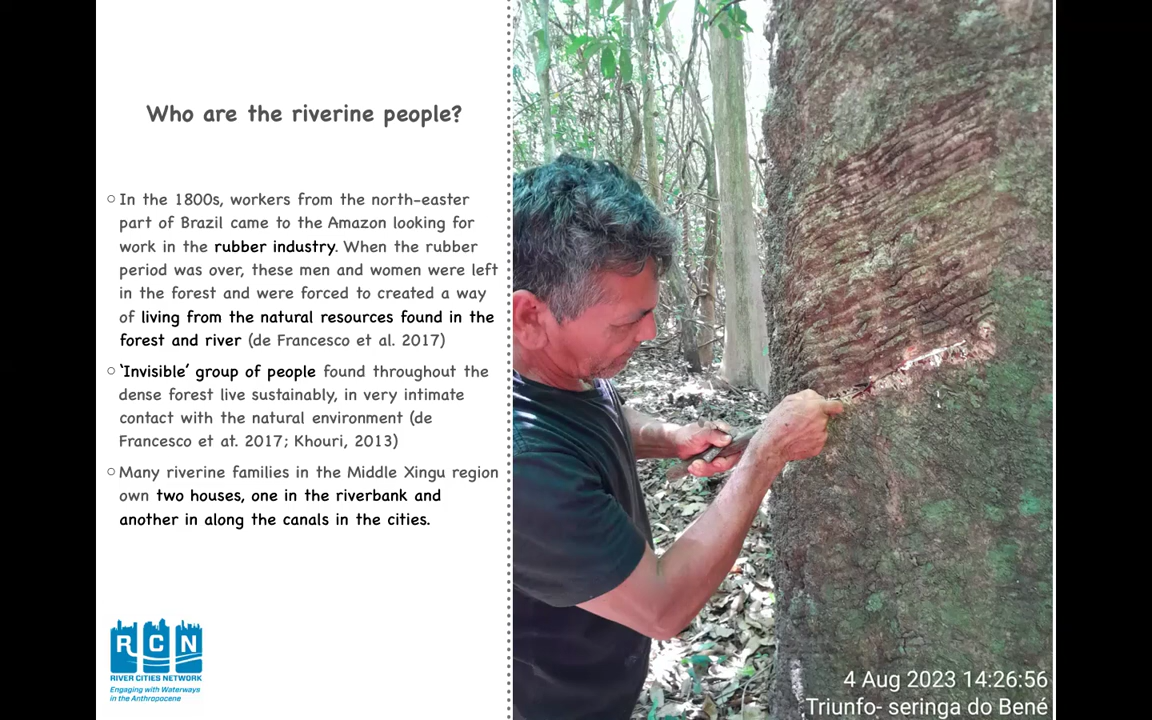 Who are the riverine people?
In the 1800s, workers from the north-easter
part of Brazil came to the Amazon looking for
work in the rubber industry. When the rubber
period was over, these men and women were left
in the forest and were forced to created a way
of living from the natural resources found in the
forest and river (de Francesco et al. 2017)
‘Invisible’ group of people found throughout the
dense forest live sustainably, in very intimate
contact with the natural environment (de
Francesco et at. 2017; Khouri, 2013)
Many riverine families in the Middle Xingu region
own two houses, one in the riverbank and
another in along the canals in the cities.
RCN
RIVER CITIES NETWORK
Engaging with Waterways
in the Anthropocene
4 Aug 2023 14:26:56
Triunfo- seringa do Bené